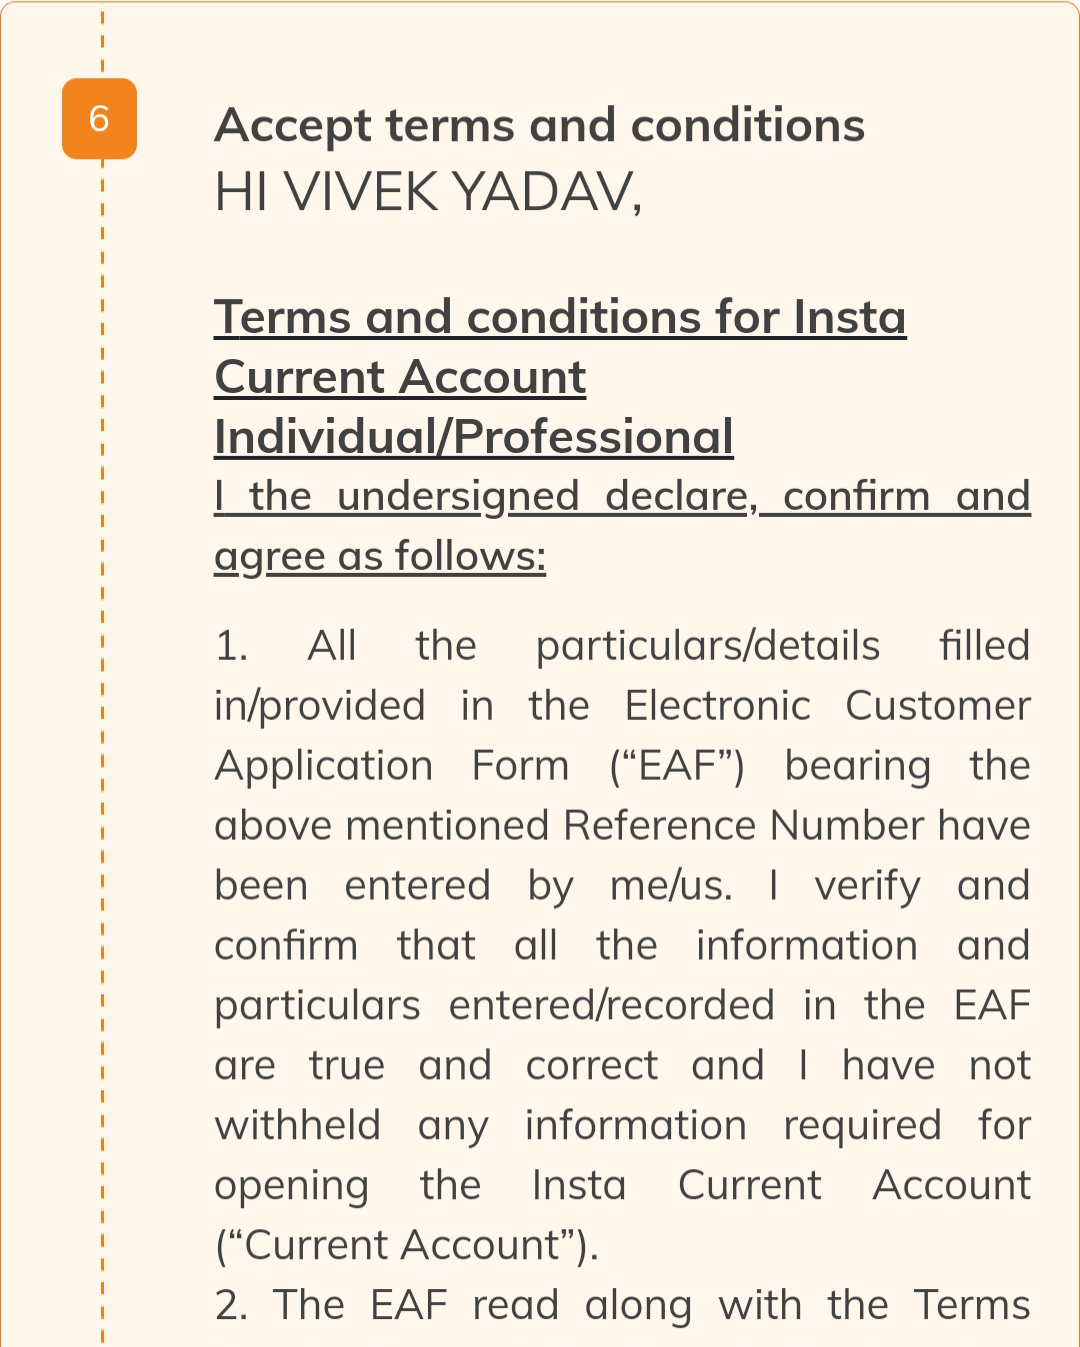 6
Accept terms and conditions
HI VIVEK YADAV,
Terms and conditions for Insta
Current Account
Individual/Professional
I the undersigned declare, confirm and
agree as follows:
1. All the particulars/details filled
in/provided in the Electronic Customer
Application Form (“EAF”) bearing the
above mentioned Reference Number have
been entered by me/us. I verify and
confirm that all the information and
particulars entered/recorded in the EAF
are true and correct and I have not
withheld any information required for
opening the Insta Current Account
(“Current Account”).
2. The EAF read along with the Terms